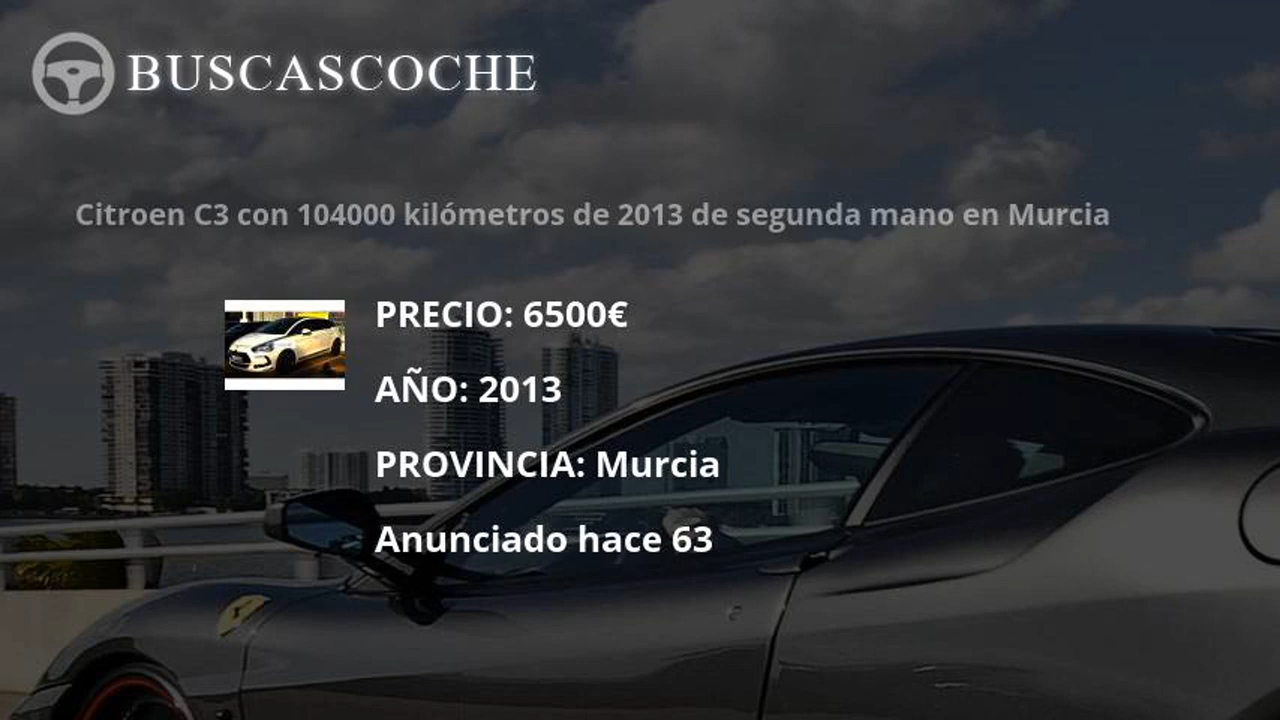 BUSCASCOCHE
Citroen C3 con 104000 kilómetros de 2013 de segunda mano en Murcia
PRECIO: 6500€
AÑO: 2013
PROVINCIA: Murcia
Anunciado hace 63